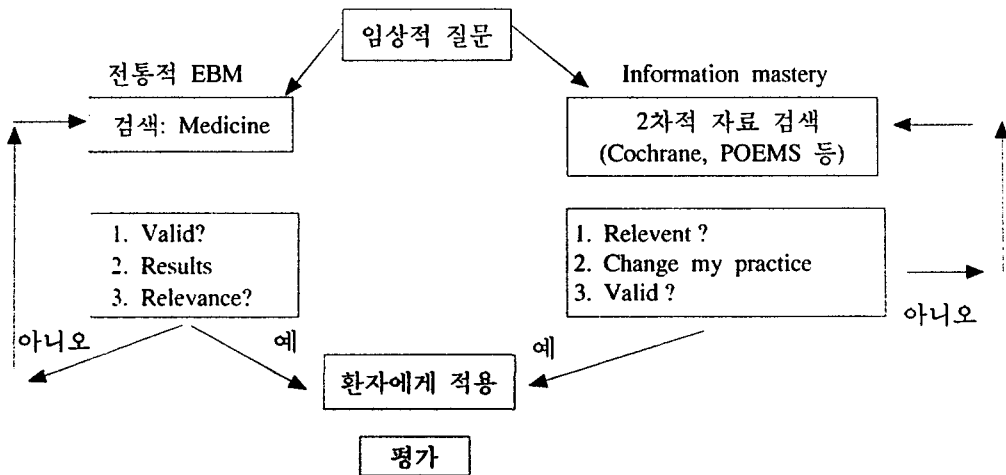 임상적 질문
전통적 EBM
검색: Medicine
1. Valid?
2. Results
3. Relevance?
아니오
예
Information mastery
2차적 자료 검색
(Cochrane, POEMS 등)
1. Relevent ?
2. Change my practice
3. Valid ?
아니오
예
환자에게 적용
평가